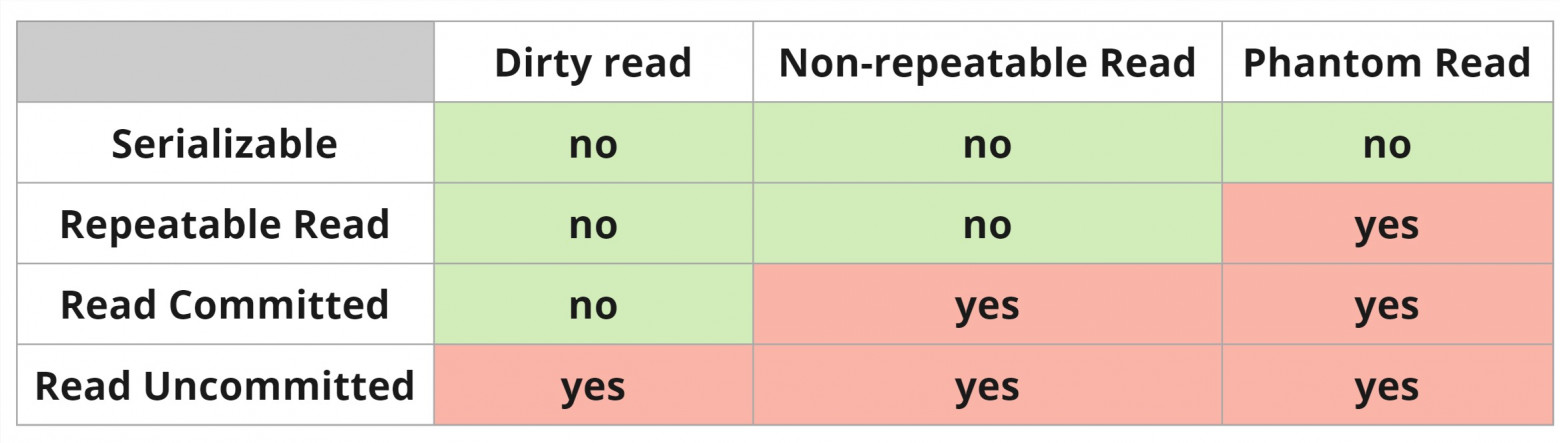 Dirty read Non-repeatable Read Phantom Read
Serializable no no no
Repeatable Read no no yes
Read Committed no yes yes
Read Uncommitted yes yes yes